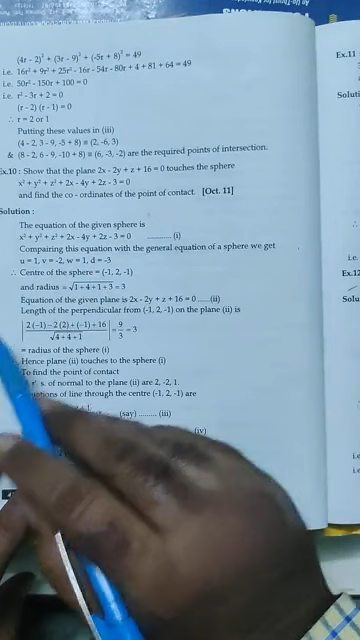 (4r - 2)² + (3r - 9)² + (-5r + 8)² = 49
i.e. 16r² + 9r² + 25r² - 16r - 54r - 80r + 4 + 81 + 64 = 49
i.e. 50r² - 150r + 100 = 0
i.e. r² - 3r + 2 = 0
(r - 2) (r - 1) = 0
∴ r = 2 or 1
Putting these values in (iii)
(4 - 2, 3 - 9, -5 + 8) ≡ (2, -6, 3)
& (8 - 2, 6 - 9, -10 + 8) ≡ (6, -3, -2) are the required points of intersection.
Ex.10 : Show that the plane 2x - 2y + z + 16 = 0 touches the sphere
x² + y² + z² + 2x - 4y + 2z - 3 = 0
and find the co - ordinates of the point of contact. [Oct. 11]
Solution :
The equation of the given sphere is
x² + y² + z² + 2x - 4y + 2z - 3 = 0 .......... (i)
Compairing this equation with the general equation of a sphere we get
u = 1, v = -2, w = 1, d = -3
∴ Centre of the sphere = (-1, 2, -1)
and radius = √1 + 4 + 1 + 3 = 3
Equation of the given plane is 2x - 2y + z + 16 = 0 .....(ii)
Length of the perpendicular from (-1, 2, -1) on the plane (ii) is
| 2 (-1) - 2 (2) + (-1) + 16 / √4 + 4 + 1 | = 9/3 = 3
= radius of the sphere (i)
Hence plane (ii) touches to the sphere (i)
To find the point of contact
r' s. of normal to the plane (ii) are 2, -2, 1.
of line through the centre (-1, 2, -1) are
(say) ......... (iii)
(iv)
Ex.11
Soluti
i.e.
Ex.12
Solu
i.e
i.e